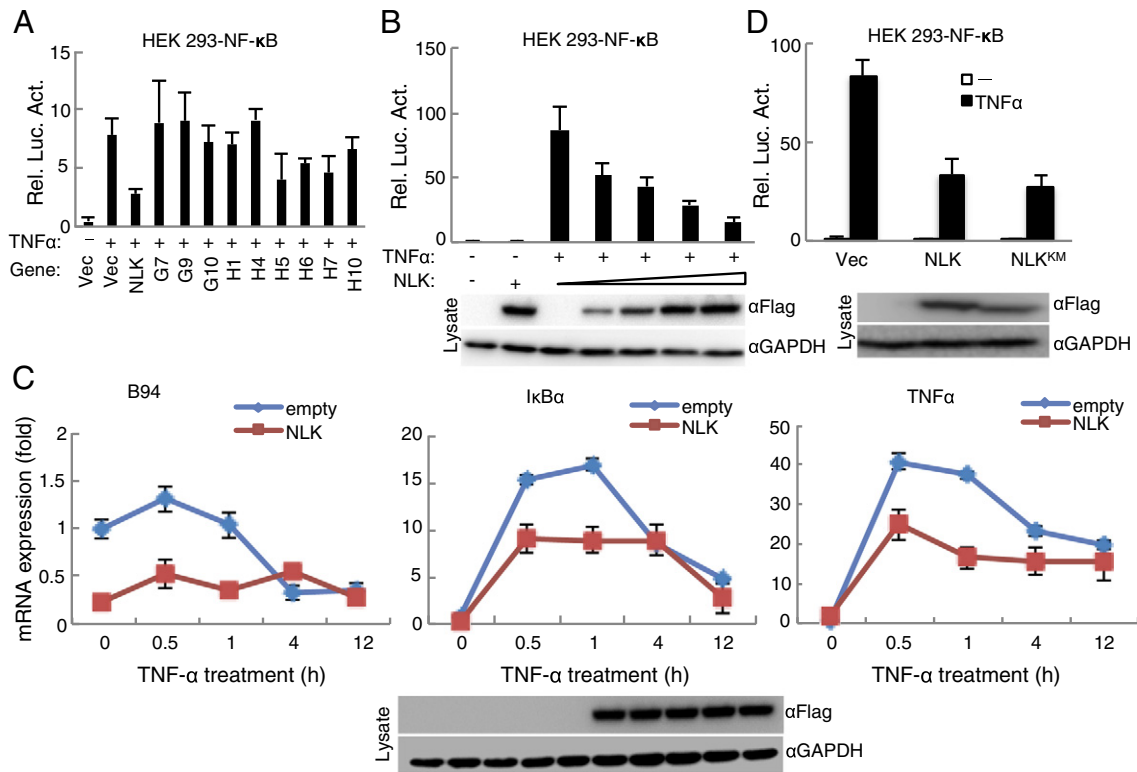 A
HEK 293-NF-κB
Rel. Luc. Act.
15
10
5
0
TNFα: – + + + + + + + + + + +
Gene: Vec Vec NLK G7 G9 G10 H1 H4 H5 H6 H7 H10
B
HEK 293-NF-κB
Rel. Luc. Act.
150
100
50
0
TNFα: - - + + + + +
NLK: - +
Lysate
αFlag
αGAPDH
D
HEK 293-NF-κB
Rel. Luc. Act.
100
80
60
40
20
0
—
TNFα
Vec NLK NLKᴷᴹ
Lysate
αFlag
αGAPDH
C
mRNA expression (fold)
B94
empty
NLK
2
1.5
1
0.5
0
0 0.5 1 4 12
TNF-α treatment (h)
IκBα
empty
NLK
20
15
10
5
0
0 0.5 1 4 12
TNF-α treatment (h)
TNFα
empty
NLK
50
40
30
20
10
0
0 0.5 1 4 12
TNF-α treatment (h)
Lysate
αFlag
αGAPDH